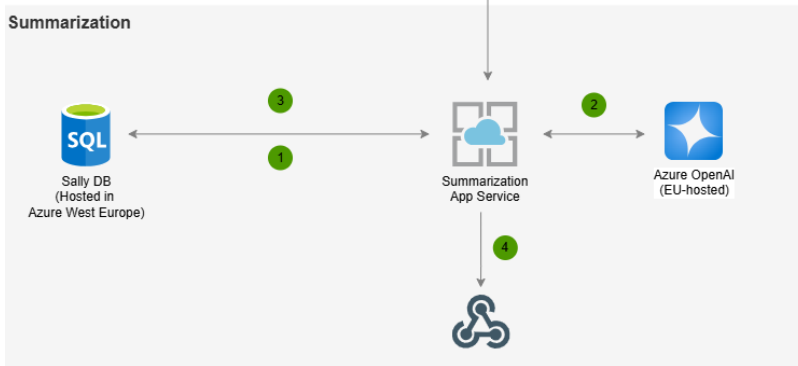 Summarization
3
2
SQL
1
Sally DB
(Hosted in
Azure West Europe)
Summarization
App Service
Azure OpenAI
(EU-hosted)
4